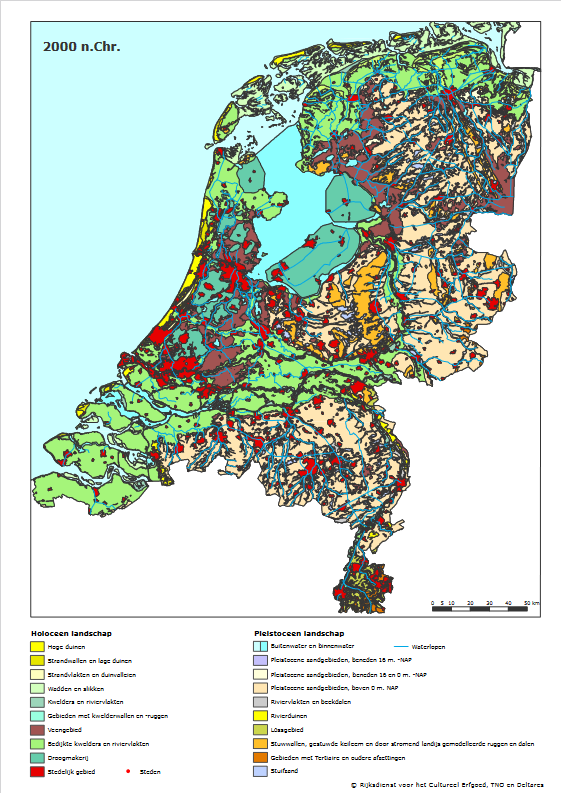 2000 n.Chr.
0 5 10 20 30 40 50 km
Holoceen landschap
Hoge duinen
Strandwallen en lage duinen
Strandvlakten en duinvalleien
Wadden en slikken
Kwelders en riviervlakten
Gebieden met kwelderwallen en -ruggen
Veengebied
Bedijkte kwelders en riviervlakten
Droogmakerij
Stedelijk gebied
Steden
Pleistoceen landschap
Buitenwater en binnenwater
Waterlopen
Pleistocene zandgebieden, beneden 16 m. -NAP
Pleistocene zandgebieden, beneden 16 en 0 m. -NAP
Pleistocene zandgebieden, boven 0 m. NAP
Riviervlakten en beekdalen
Rivierduinen
Lössgebied
Stuwwallen, gestuwde keileem en door stromend landijs gemodelleerde ruggen en dalen
Gebieden met Tertiaire en oudere afzettingen
Stuifzand
© Rijksdienst voor het Cultureel Erfgoed, TNO en Deltares